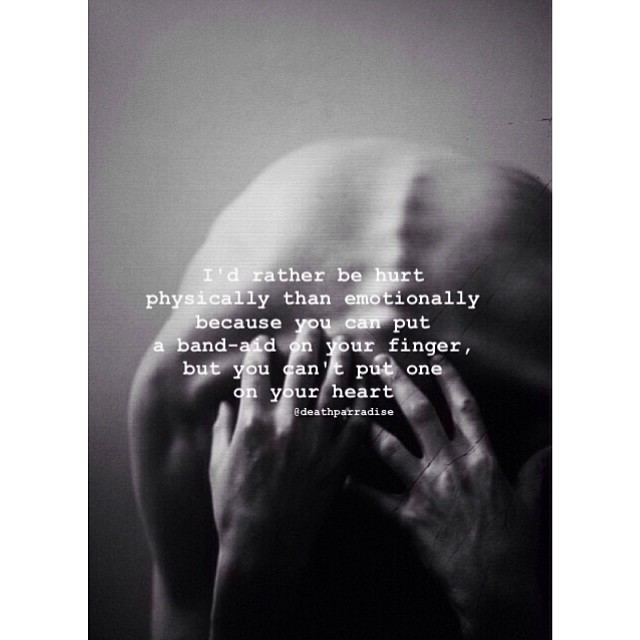 I'd rather be hurt
physically than emotionally
because you can put
a band-aid on your finger,
but you can't put one
on your heart
@deathparradise